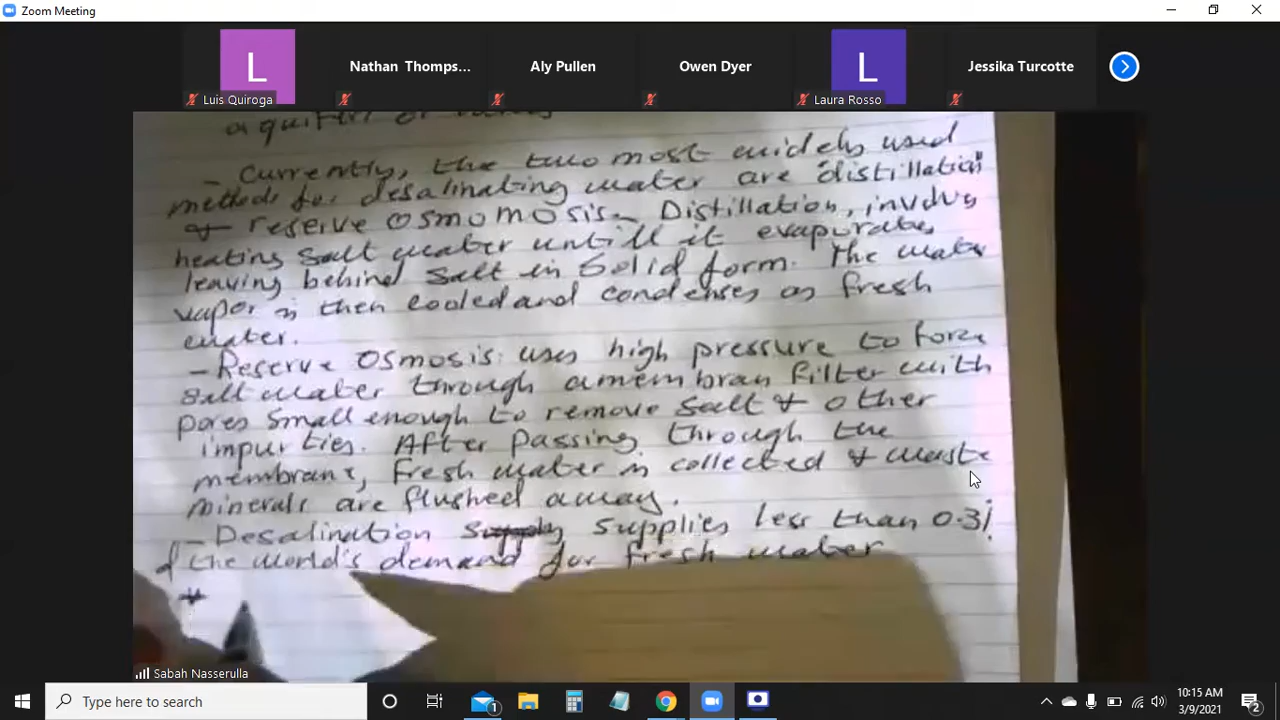 Zoom Meeting
L
Nathan Thomps...
Aly Pullen
Owen Dyer
L
Jessika Turcotte
Luis Quiroga
Laura Rosso
- Currently, the two most widely used
methods for desalinating water are "distillation"
& reserve osmomosis. Distillation, involves
heating salt water untill it evaporates,
leaving behind salt in solid form. The water
vapor is then cooled and condenses as fresh
water.
- Reserve Osmosis: uses high pressure to force
salt water through a membran filter with
pores small enough to remove salt & other
impurties. After passing through the
membrane, fresh water is collected & waste
minerals are flushed away.
- Desalination supplies less than 0.3%
of the world's demand for fresh water
Sabah Nasserulla
Type here to search
1
10:15 AM
3/9/2021
2